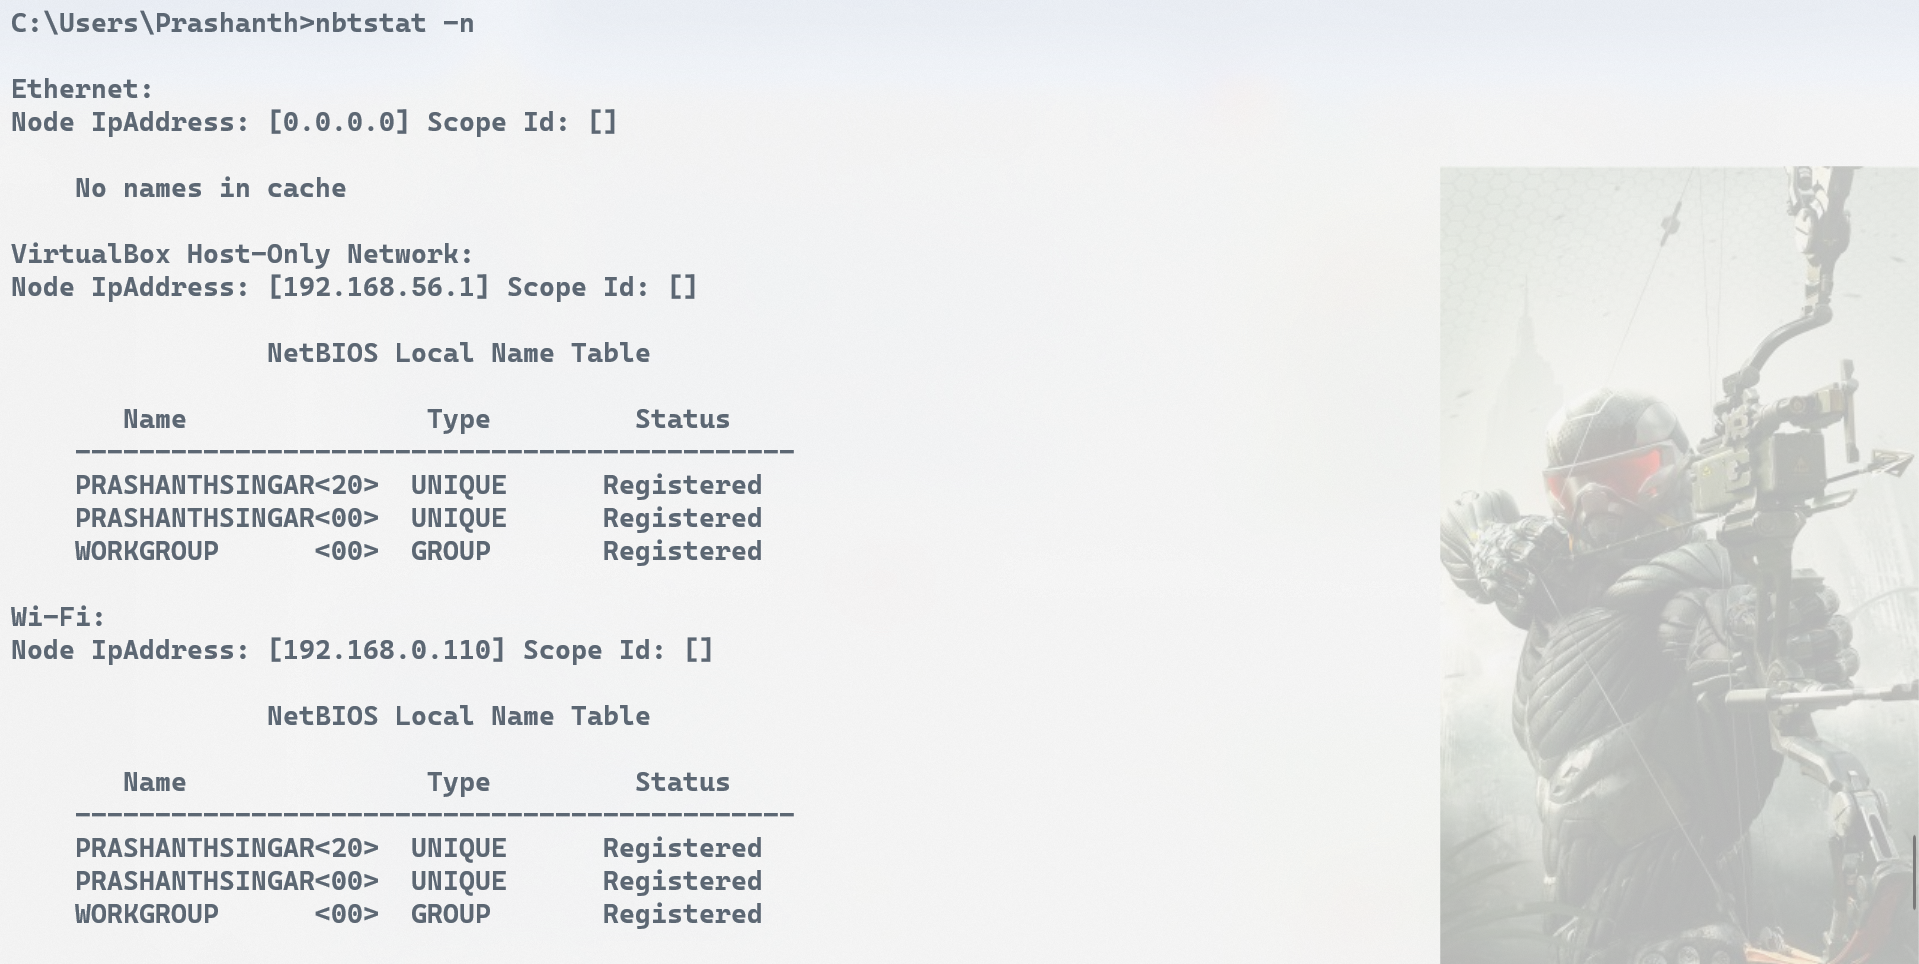 C:\Users\Prashanth>nbtstat -n
Ethernet:
Node IpAddress: [0.0.0.0] Scope Id: []
No names in cache
VirtualBox Host-Only Network:
Node IpAddress: [192.168.56.1] Scope Id: []
NetBIOS Local Name Table
Name Type Status
---------------------------------------------
PRASHANTHSINGAR<20> UNIQUE Registered
PRASHANTHSINGAR<00> UNIQUE Registered
WORKGROUP <00> GROUP Registered
Wi-Fi:
Node IpAddress: [192.168.0.110] Scope Id: []
NetBIOS Local Name Table
Name Type Status
---------------------------------------------
PRASHANTHSINGAR<20> UNIQUE Registered
PRASHANTHSINGAR<00> UNIQUE Registered
WORKGROUP <00> GROUP Registered